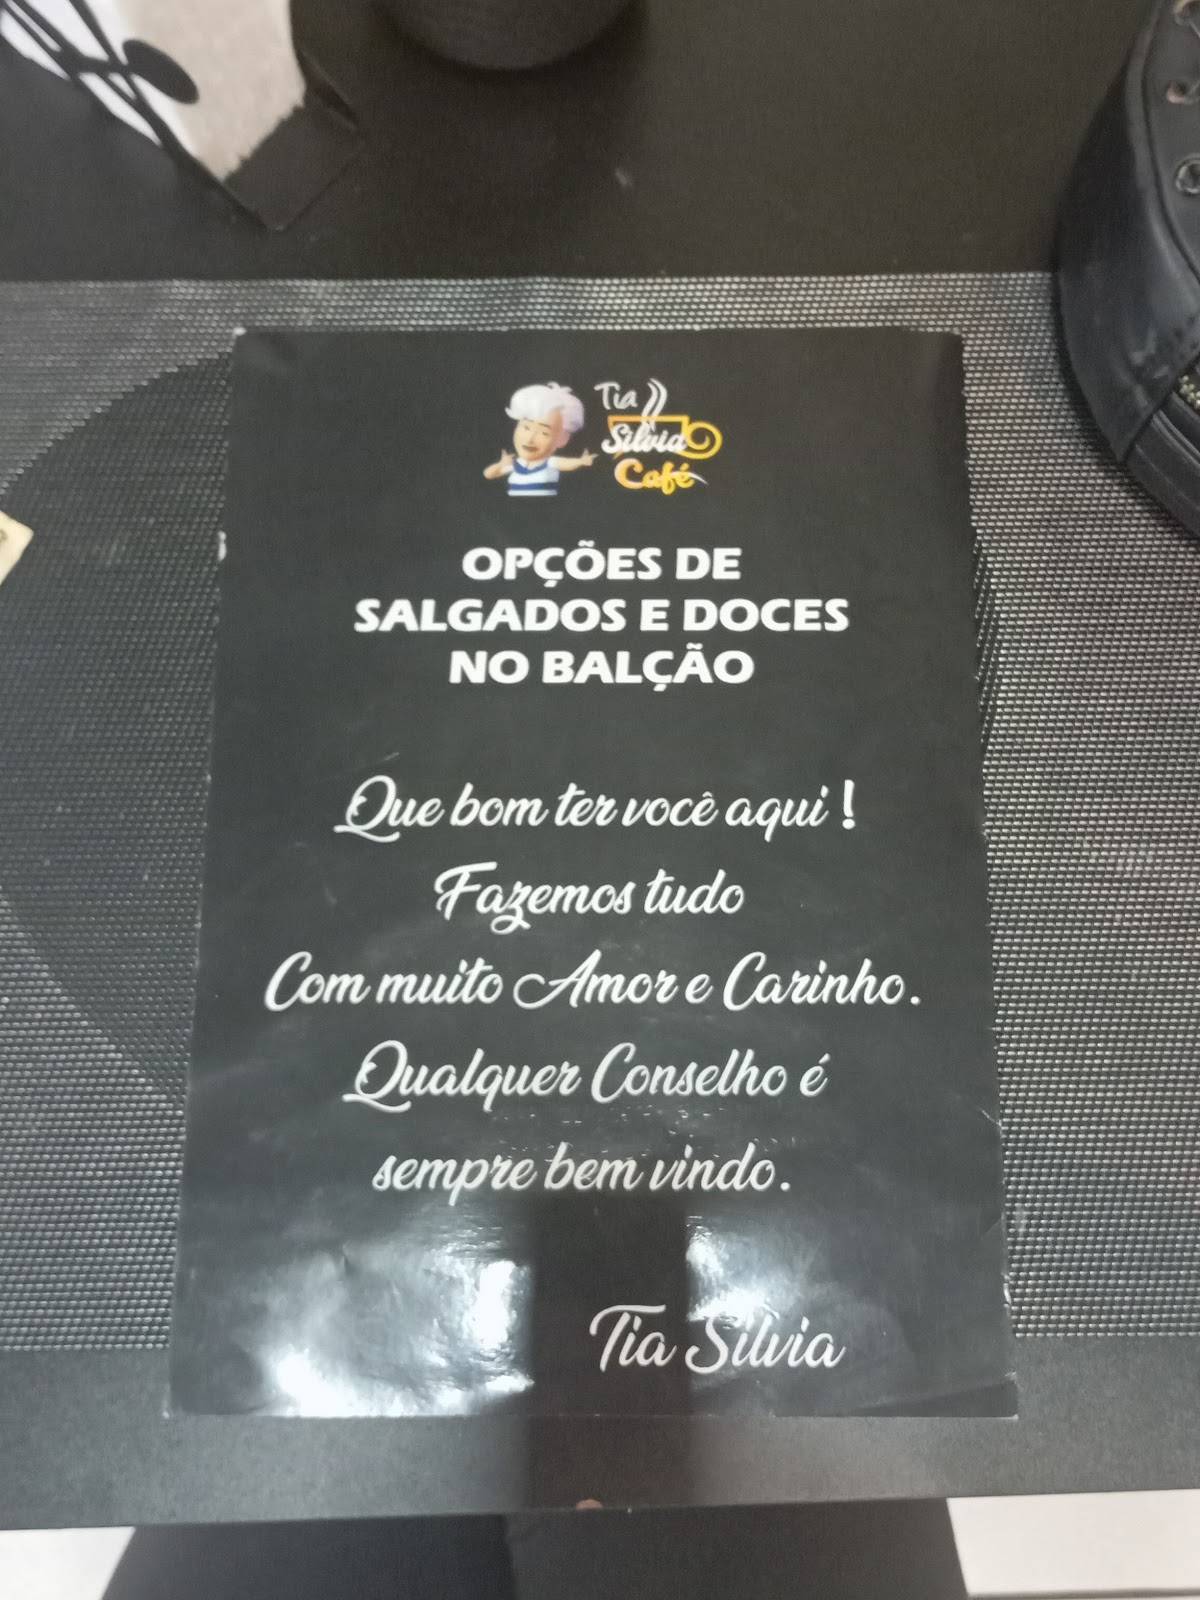 Tia
Silvia
Café
OPÇÕES DE
SALGADOS E DOCES
NO BALÇÃO
Que bom ter você aqui !
Fazemos tudo
Com muito Amor e Carinho.
Qualquer Conselho é
sempre bem vindo.
Tia Silvia